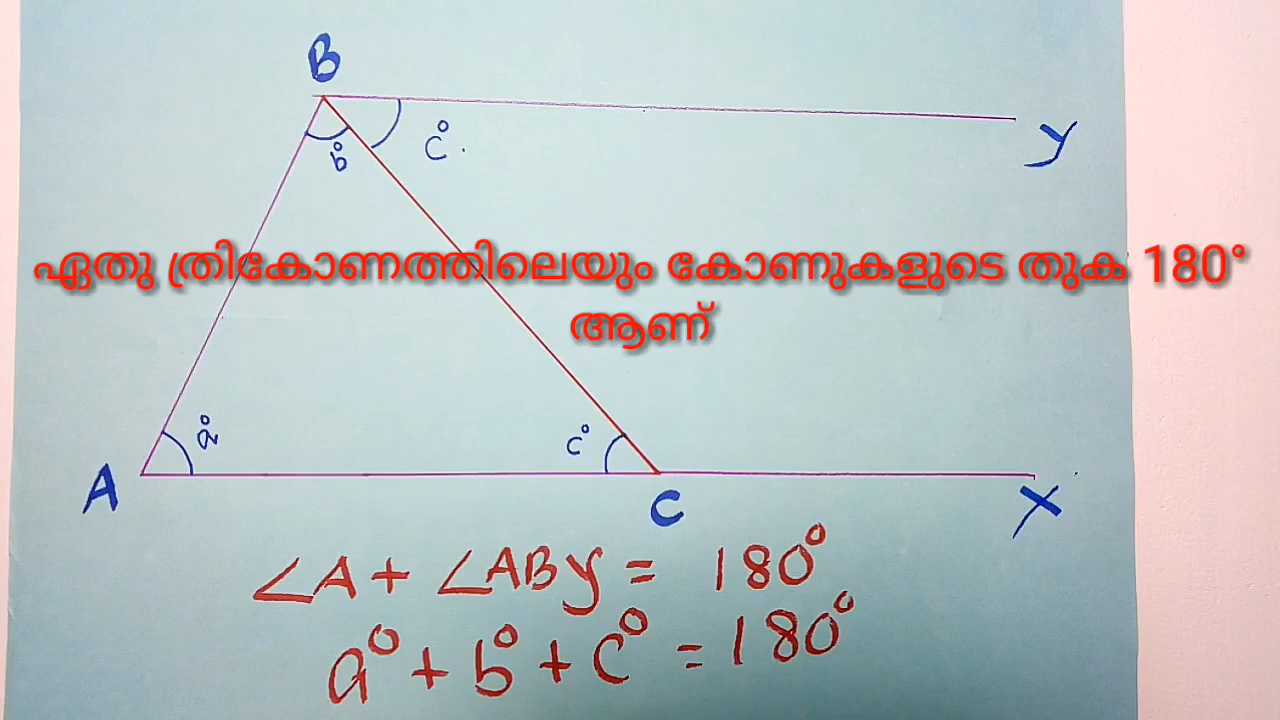 B
Y
b° c°
ഏതു ത്രികോണത്തിലെയും കോണുകളുടെ തുക 180°
ആണ്
a° c°
A C X
∠A + ∠ABY = 180°
a° + b° + c° = 180°